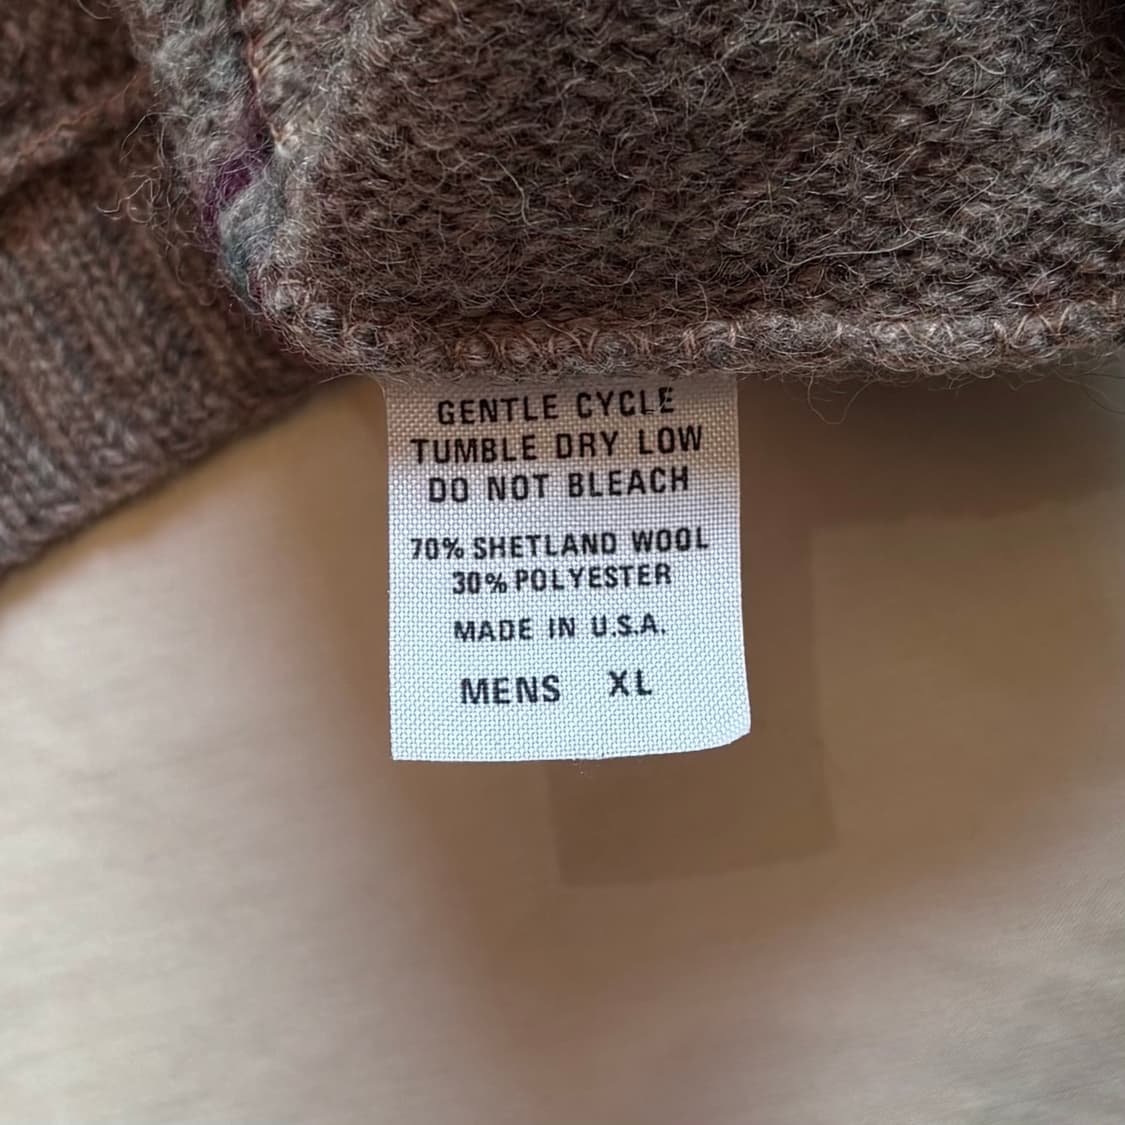 GENTLE CYCLE
TUMBLE DRY LOW
DO NOT BLEACH
70% SHETLAND WOOL
30% POLYESTER
MADE IN U.S.A.
MENS XL